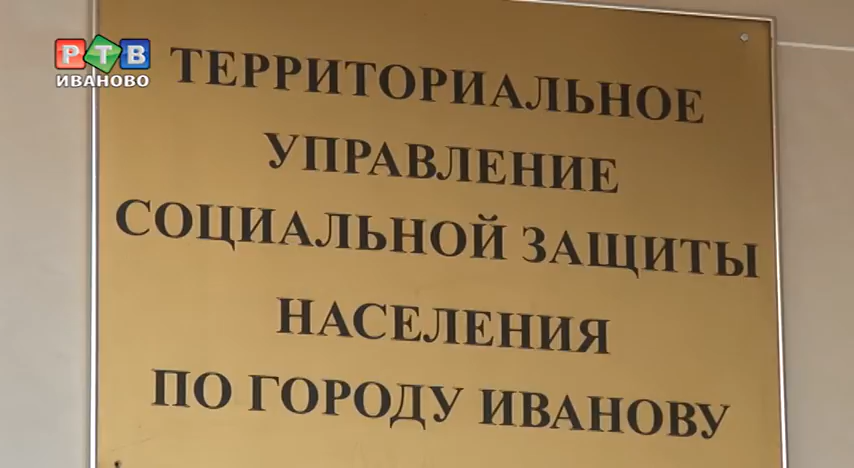 РТВ
ИВАНОВО
ТЕРРИТОРИАЛЬНОЕ
УПРАВЛЕНИЕ
СОЦИАЛЬНОЙ ЗАЩИТЫ
НАСЕЛЕНИЯ
ПО ГОРОДУ ИВАНОВУ